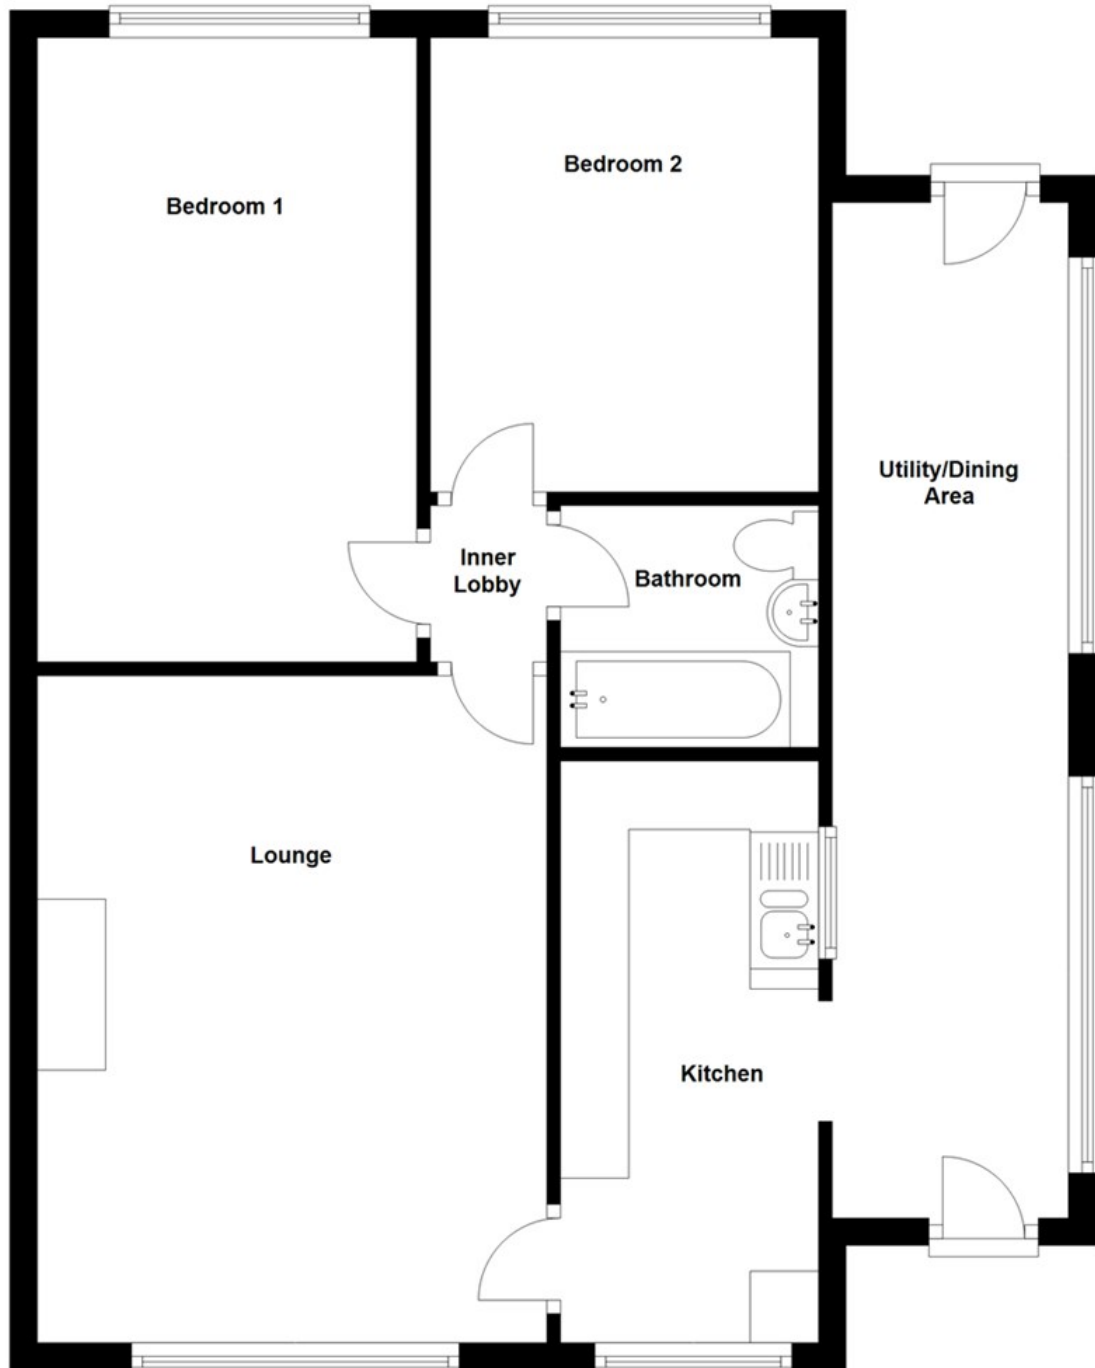 Bedroom 1
Bedroom 2
Utility/Dining
Area
Inner
Lobby
Bathroom
Lounge
Kitchen